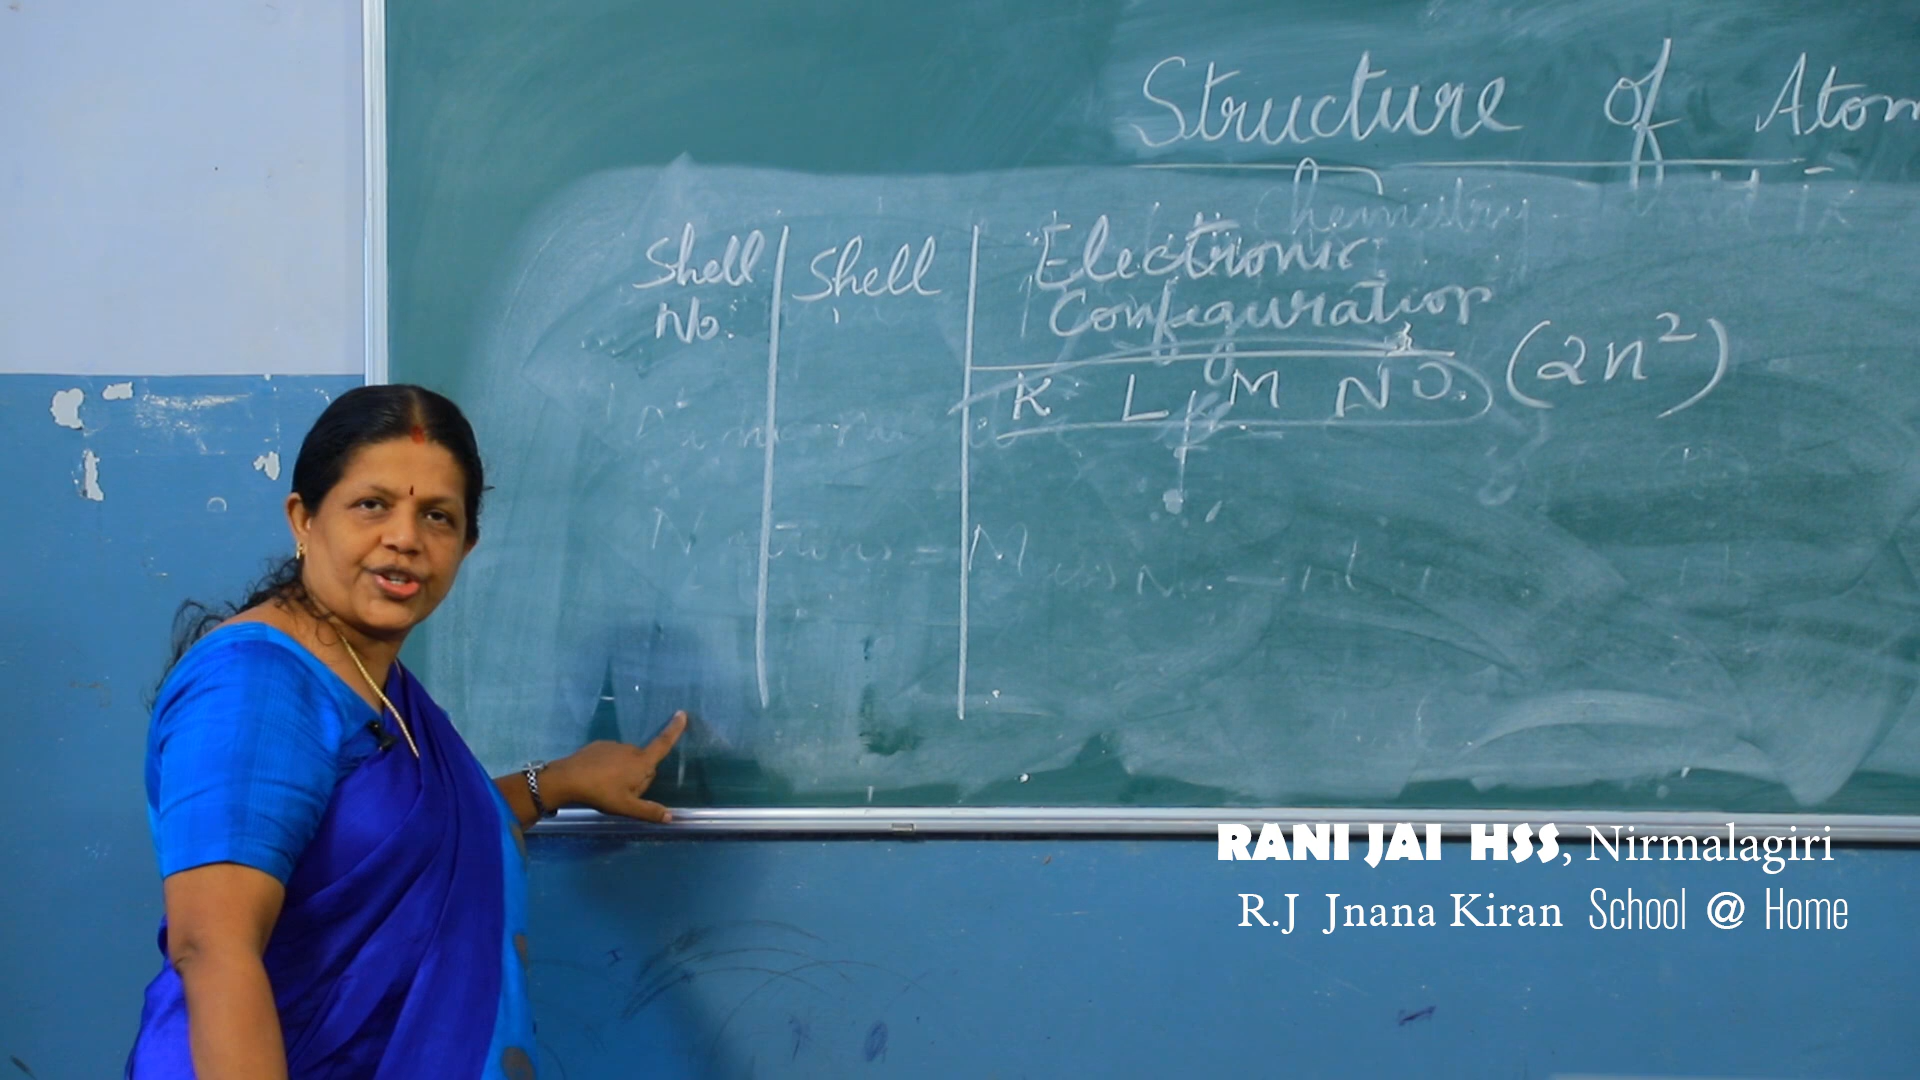 Structure of Atom
Chemistry
Shell No.
Shell
Electronic Configuration
K L M N O (2n²)
RANI JAI HSS, Nirmalagiri
R.J Jnana Kiran School @ Home